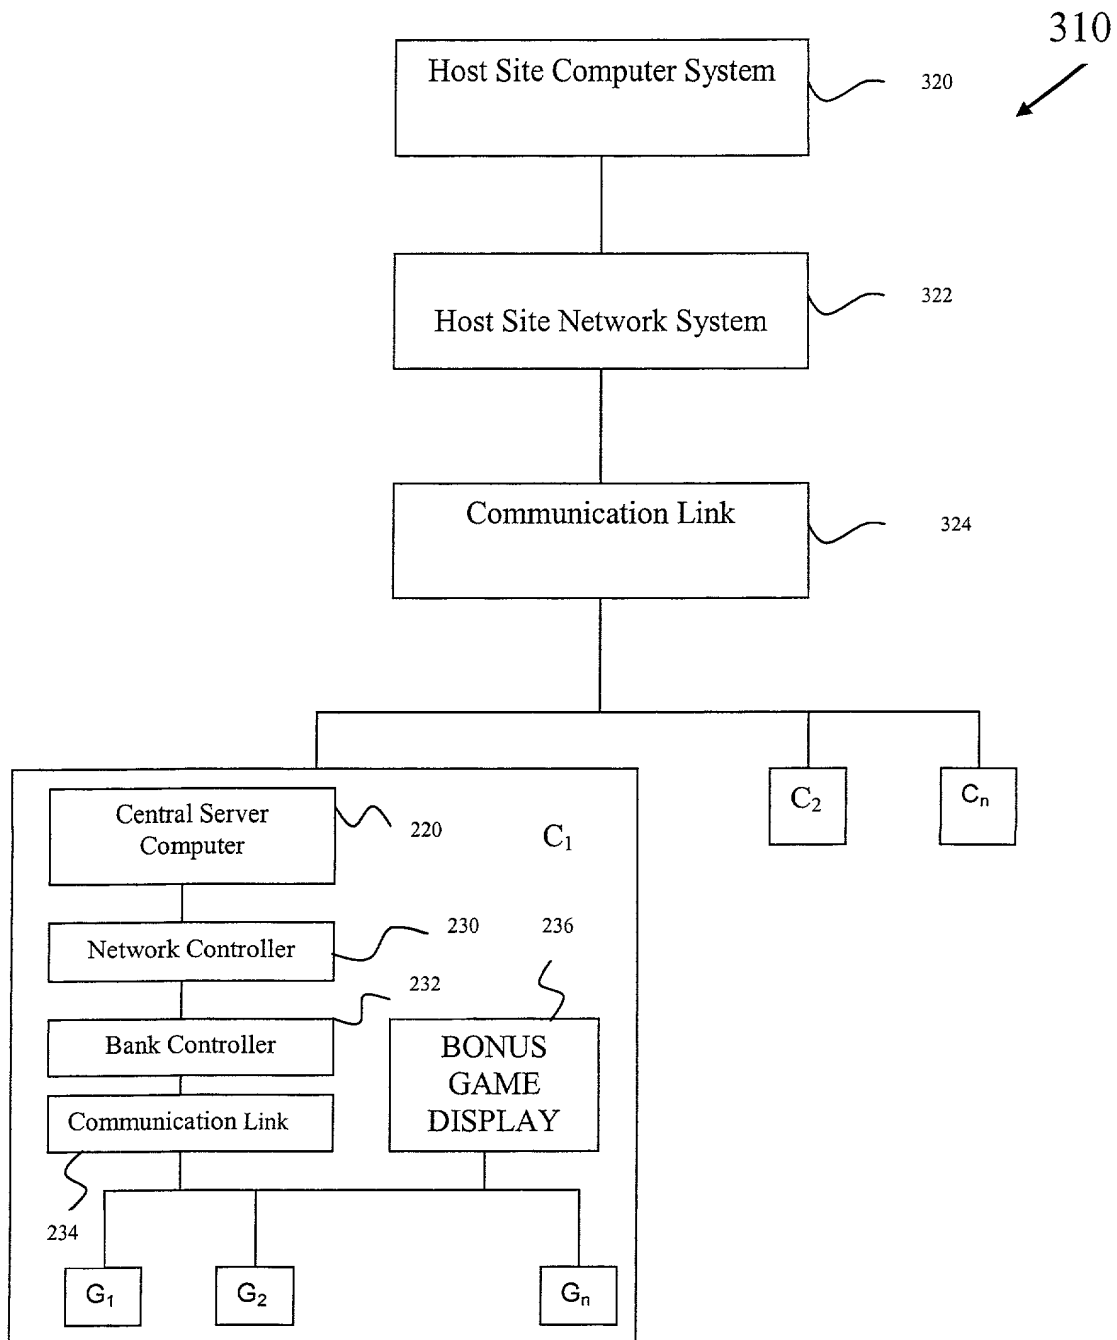 310
Host Site Computer System
320
Host Site Network System
322
Communication Link
324
Central Server
Computer
220
C1
C2
Cn
Network Controller
230
236
232
Bank Controller
BONUS
GAME
DISPLAY
Communication Link
234
G1
G2
Gn